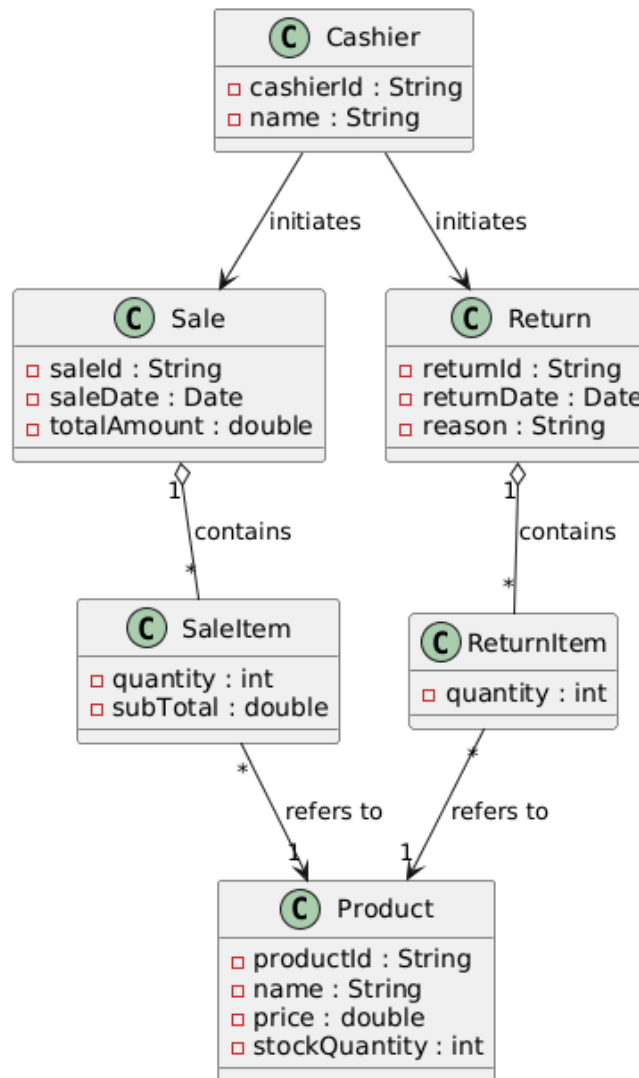 C Cashier
cashierId : String
name : String
initiates
initiates
C Sale
saleId : String
saleDate : Date
totalAmount : double
C Return
returnId : String
returnDate : Date
reason : String
1
contains
*
1
contains
*
C SaleItem
quantity : int
subTotal : double
C ReturnItem
quantity : int
*
refers to
1
*
refers to
1
C Product
productId : String
name : String
price : double
stockQuantity : int